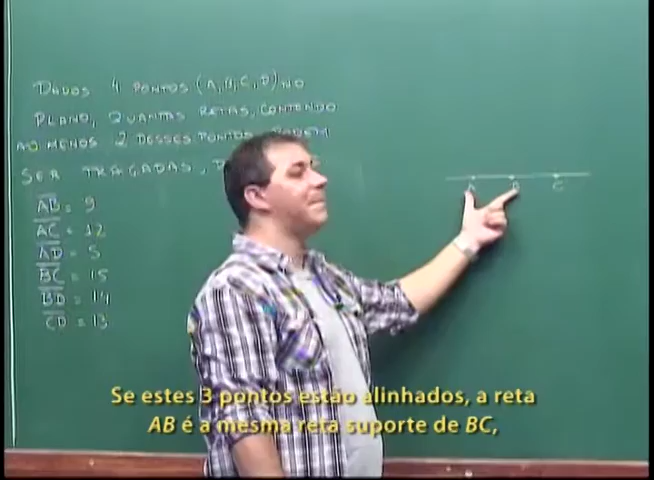 DADOS 4 PONTOS (A,B,C,D) NO
PLANO, QUANTAS RETAS, CONTENDO
AO MENOS 2 DESSES PONTOS, PODEM
SER TRAÇADAS,
AB = 9
AC = 12
AD = 5
BC = 15
BD = 14
CD = 13
C
Se estes 3 pontos estão alinhados, a reta
AB é a mesma reta suporte de BC,